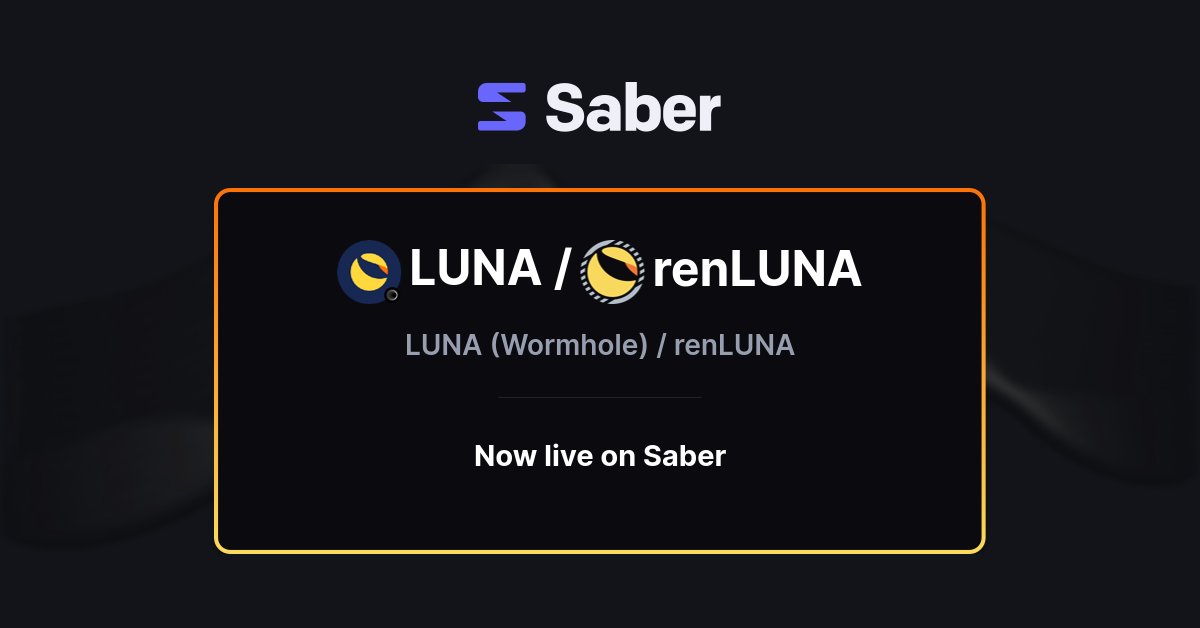 Saber
LUNA / renLUNA
LUNA (Wormhole) / renLUNA
Now live on Saber